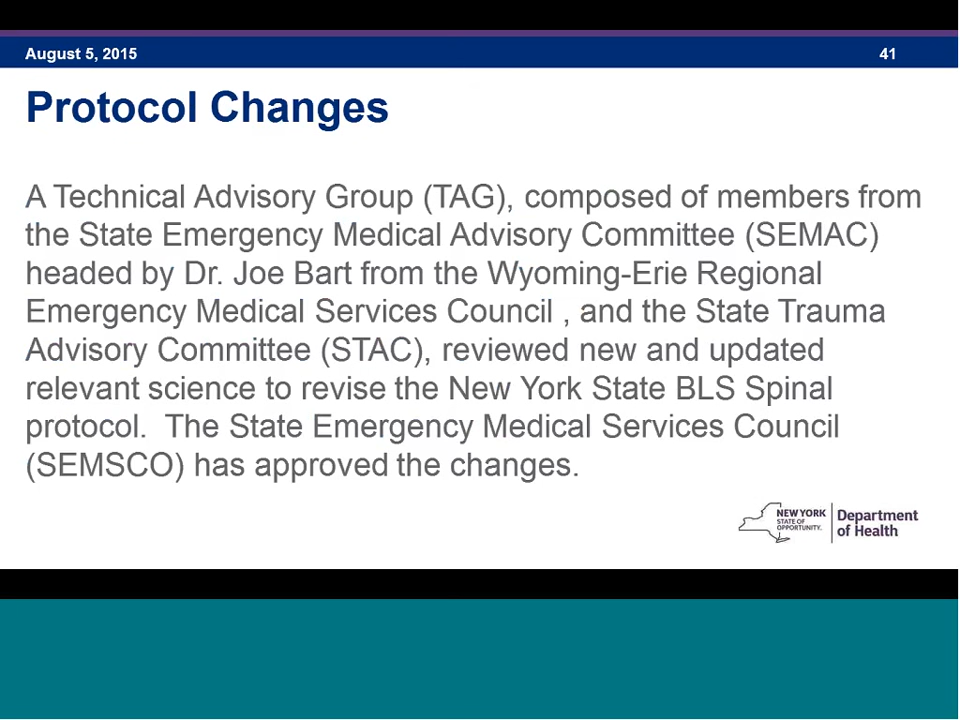 August 5, 2015 41
Protocol Changes
A Technical Advisory Group (TAG), composed of members from
the State Emergency Medical Advisory Committee (SEMAC)
headed by Dr. Joe Bart from the Wyoming-Erie Regional
Emergency Medical Services Council , and the State Trauma
Advisory Committee (STAC), reviewed new and updated
relevant science to revise the New York State BLS Spinal
protocol.  The State Emergency Medical Services Council
(SEMSCO) has approved the changes.
NEW YORK
STATE OF
OPPORTUNITY.
Department
of Health